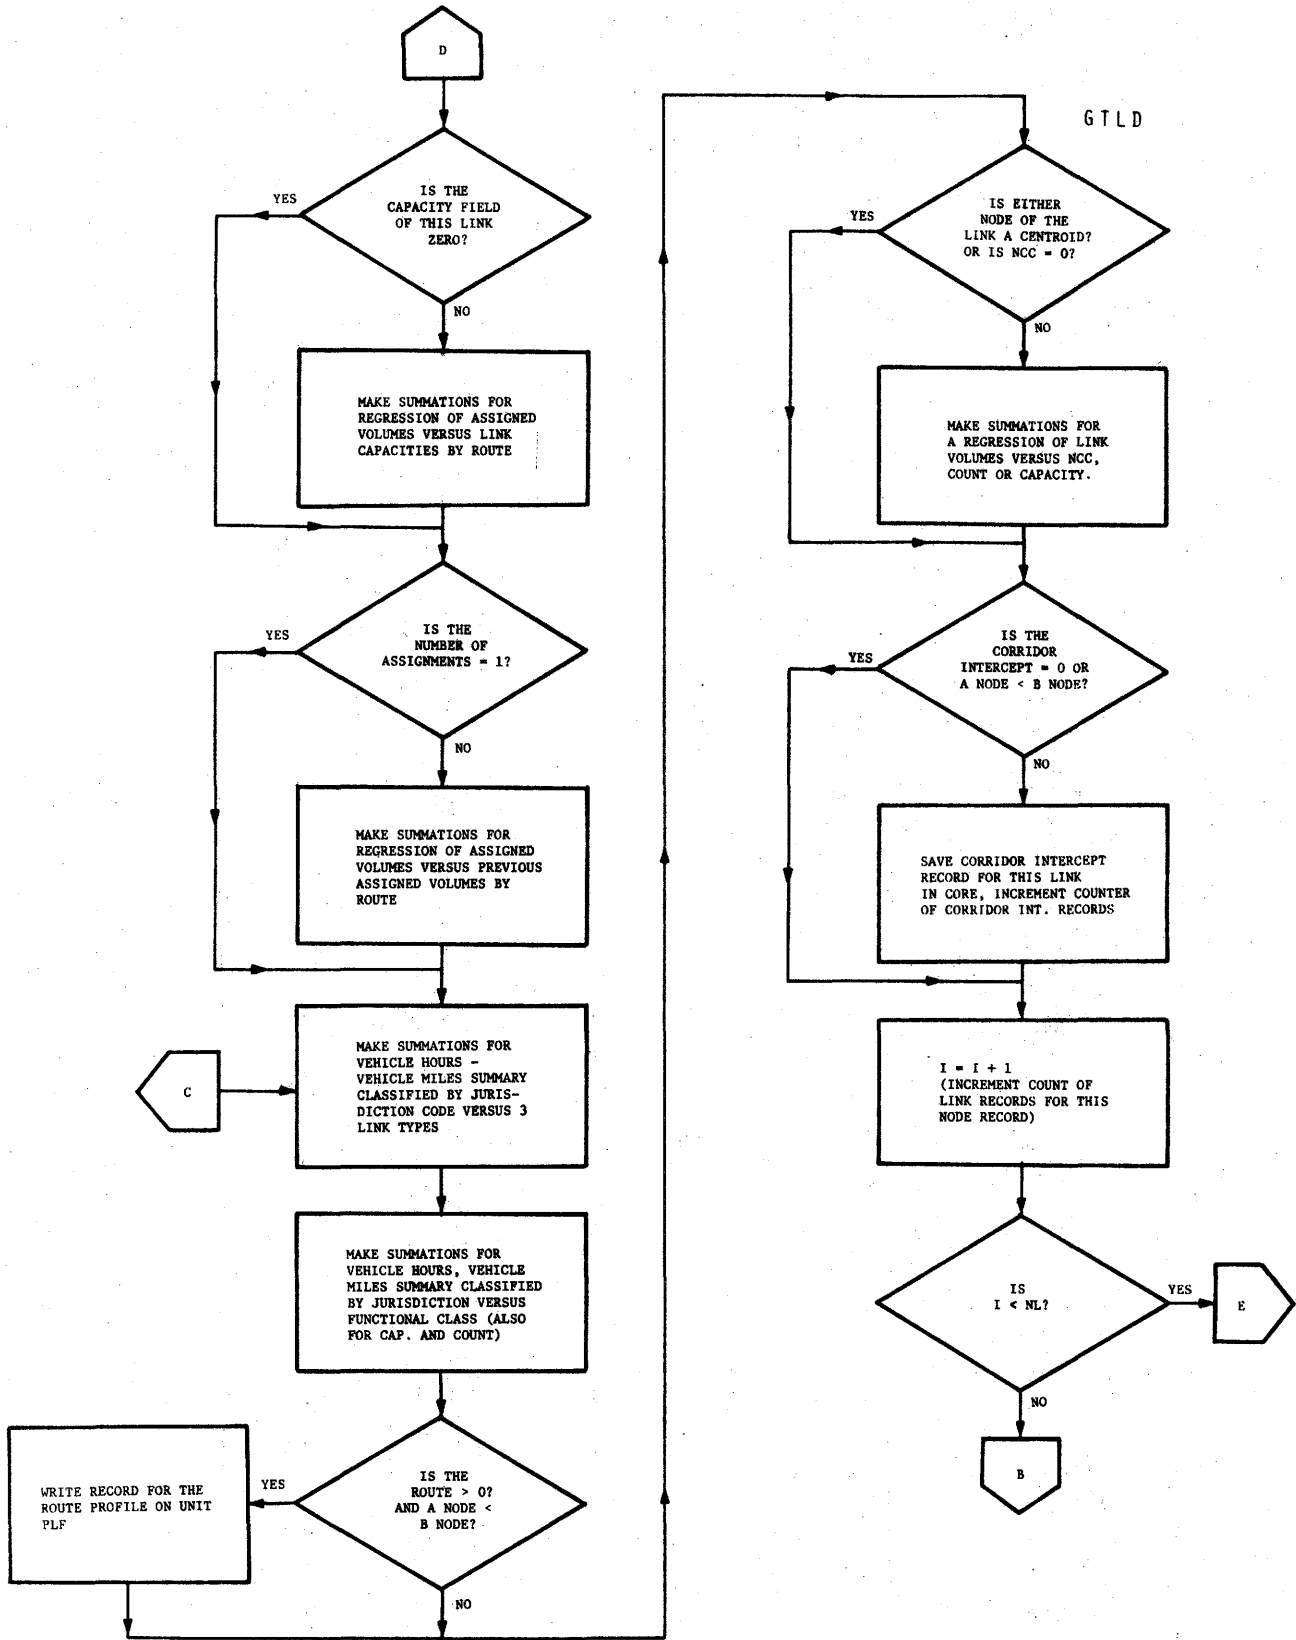 D
IS THE
CAPACITY FIELD
OF THIS LINK
ZERO?
YES
NO
MAKE SUMMATIONS FOR
REGRESSION OF ASSIGNED
VOLUMES VERSUS LINK
CAPACITIES BY ROUTE
IS THE
NUMBER OF
ASSIGNMENTS = 1?
YES
NO
MAKE SUMMATIONS FOR
REGRESSION OF ASSIGNED
VOLUMES VERSUS PREVIOUS
ASSIGNED VOLUMES BY
ROUTE
C
MAKE SUMMATIONS FOR
VEHICLE HOURS -
VEHICLE MILES SUMMARY
CLASSIFIED BY JURIS-
DICTION CODE VERSUS 3
LINK TYPES
MAKE SUMMATIONS FOR
VEHICLE HOURS, VEHICLE
MILES SUMMARY CLASSIFIED
BY JURISDICTION VERSUS
FUNCTIONAL CLASS (ALSO
FOR CAP. AND COUNT)
IS THE
ROUTE > 0?
AND A NODE <
B NODE?
YES
WRITE RECORD FOR THE
ROUTE PROFILE ON UNIT
PLF
NO
GTLD
IS EITHER
NODE OF THE
LINK A CENTROID?
OR IS NCC = 0?
YES
NO
MAKE SUMMATIONS FOR
A REGRESSION OF LINK
VOLUMES VERSUS NCC,
COUNT OR CAPACITY.
IS THE
CORRIDOR
INTERCEPT = 0 OR
A NODE < B NODE?
YES
NO
SAVE CORRIDOR INTERCEPT
RECORD FOR THIS LINK
IN CORE, INCREMENT COUNTER
OF CORRIDOR INT. RECORDS
I = I + 1
(INCREMENT COUNT OF
LINK RECORDS FOR THIS
NODE RECORD)
IS
I < NL?
YES
E
NO
B